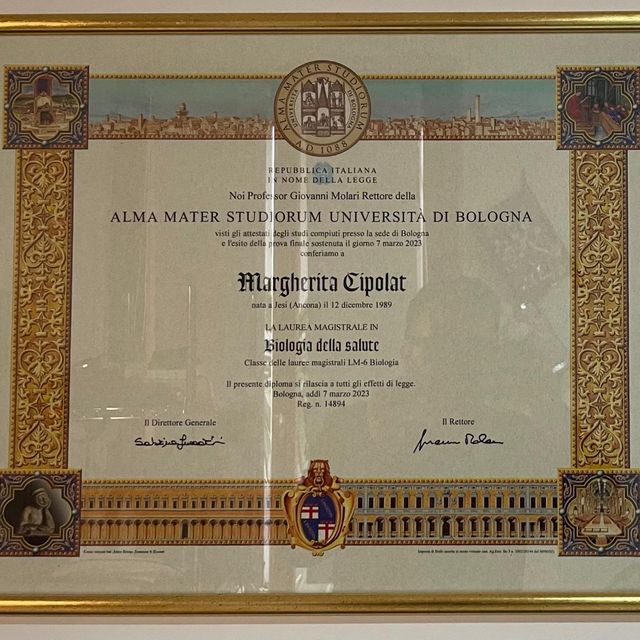 ALMA MATER STUDIORUM
A.D. 1088
REPUBBLICA ITALIANA
IN NOME DELLA LEGGE
Noi Professor Giovanni Molari Rettore della
ALMA MATER STUDIORUM UNIVERSITÀ DI BOLOGNA
visti gli attestati degli studi compiuti presso la sede di Bologna
e l'esito della prova finale sostenuta il giorno 7 marzo 2023
conferiamo a
Margherita Cipolat
nata a Jesi (Ancona) il 12 dicembre 1989
LA LAUREA MAGISTRALE IN
Biologia della salute
Classe delle lauree magistrali LM-6 Biologia
Il presente diploma si rilascia a tutti gli effetti di legge.
Bologna, addì 7 marzo 2023
Reg. n. 14894
Il Direttore Generale
Il Rettore